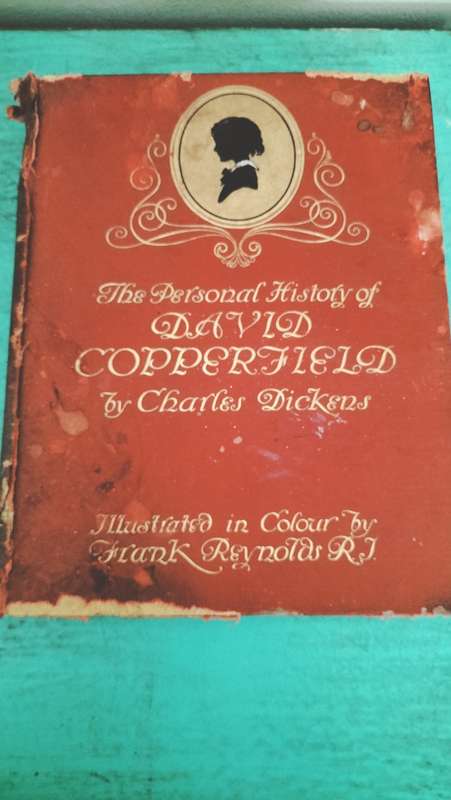 The Personal History of
DAVID
COPPERFIELD
by Charles Dickens
Illustrated in Colour by
Frank Reynolds R.I.